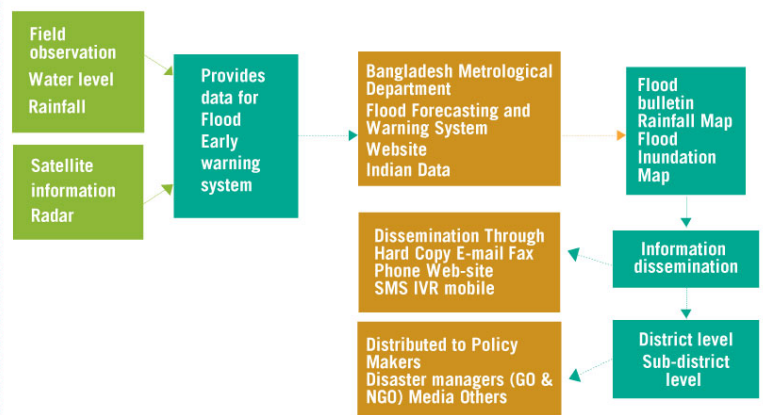 Field
observation
Water level
Rainfall
Satellite
information
Radar
Provides
data for
Flood
Early
warning
system
Bangladesh Metrological
Department
Flood Forecasting and
Warning System
Website
Indian Data
Flood
bulletin
Rainfall Map
Flood
Inundation
Map
Information
dissemination
Dissemination Through
Hard Copy E-mail Fax
Phone Web-site
SMS IVR mobile
District level
Sub-district
level
Distributed to Policy
Makers
Disaster managers (GO &
NGO) Media Others